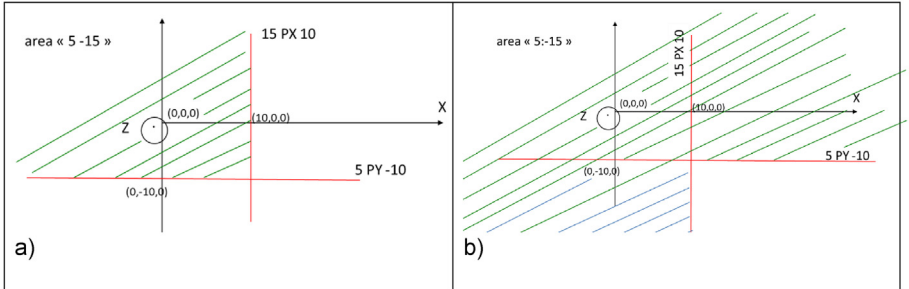 area « 5 -15 »
15 PX 10
(0,0,0)
X
Z
(10,0,0)
5 PY -10
(0,-10,0)
a)
area « 5:-15 »
15 PX 10
(0,0,0)
X
Z
(10,0,0)
5 PY -10
(0,-10,0)
b)